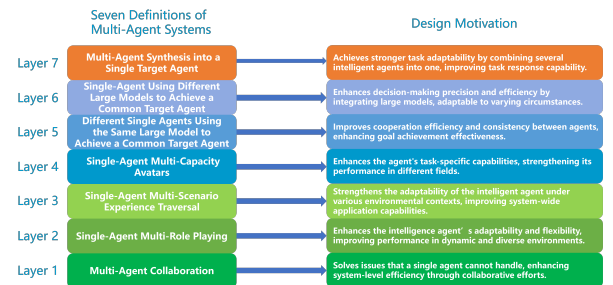 Seven Definitions of
Multi-Agent Systems
Design Motivation
Layer 7
Multi-Agent Synthesis into a
Single Target Agent
Achieves stronger task adaptability by combining several
intelligent agents into one, improving task response capability.
Layer 6
Single-Agent Using Different
Large Models to Achieve a
Common Target Agent
Enhances decision-making precision and efficiency by
integrating large models, adaptable to varying circumstances.
Layer 5
Different Single Agents Using
the Same Large Model to
Achieve a Common Target Agent
Improves cooperation efficiency and consistency between agents,
enhancing goal achievement effectiveness.
Layer 4
Single-Agent Multi-Capacity
Avatars
Enhances the agent's task-specific capabilities, strengthening its
performance in different fields.
Layer 3
Single-Agent Multi-Scenario
Experience Traversal
Strengthens the adaptability of the intelligent agent under
various environmental contexts, improving system-wide
application capabilities.
Layer 2
Single-Agent Multi-Role Playing
Enhances the intelligence agent's adaptability and flexibility,
improving performance in dynamic and diverse environments.
Layer 1
Multi-Agent Collaboration
Solves issues that a single agent cannot handle, enhancing
system-level efficiency through collaborative efforts.